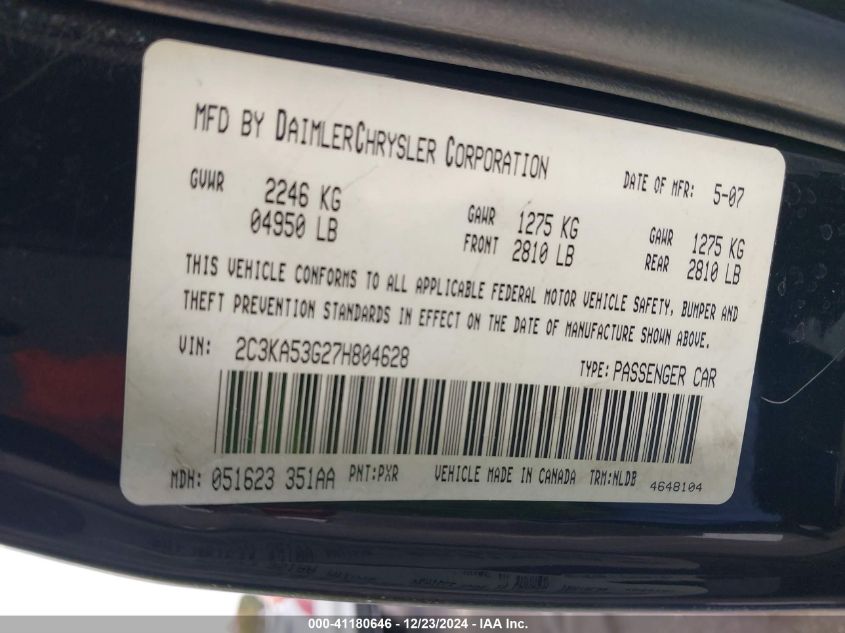 MFD BY DAIMLERCHRYSLER CORPORATION DATE OF MFR: 5-07
GVWR 2246 KG GAWR 1275 KG GAWR 1275 KG
04950 LB FRONT 2810 LB REAR 2810 LB
THIS VEHICLE CONFORMS TO ALL APPLICABLE FEDERAL MOTOR VEHICLE SAFETY, BUMPER AND
THEFT PREVENTION STANDARDS IN EFFECT ON THE DATE OF MANUFACTURE SHOWN ABOVE.
VIN: 2C3KA53G27H804628 TYPE: PASSENGER CAR
MDH: 051623 351AA PNT:PXR VEHICLE MADE IN CANADA TRM:NLDB 4648104
000-41180646 - 12/23/2024 - IAA Inc.